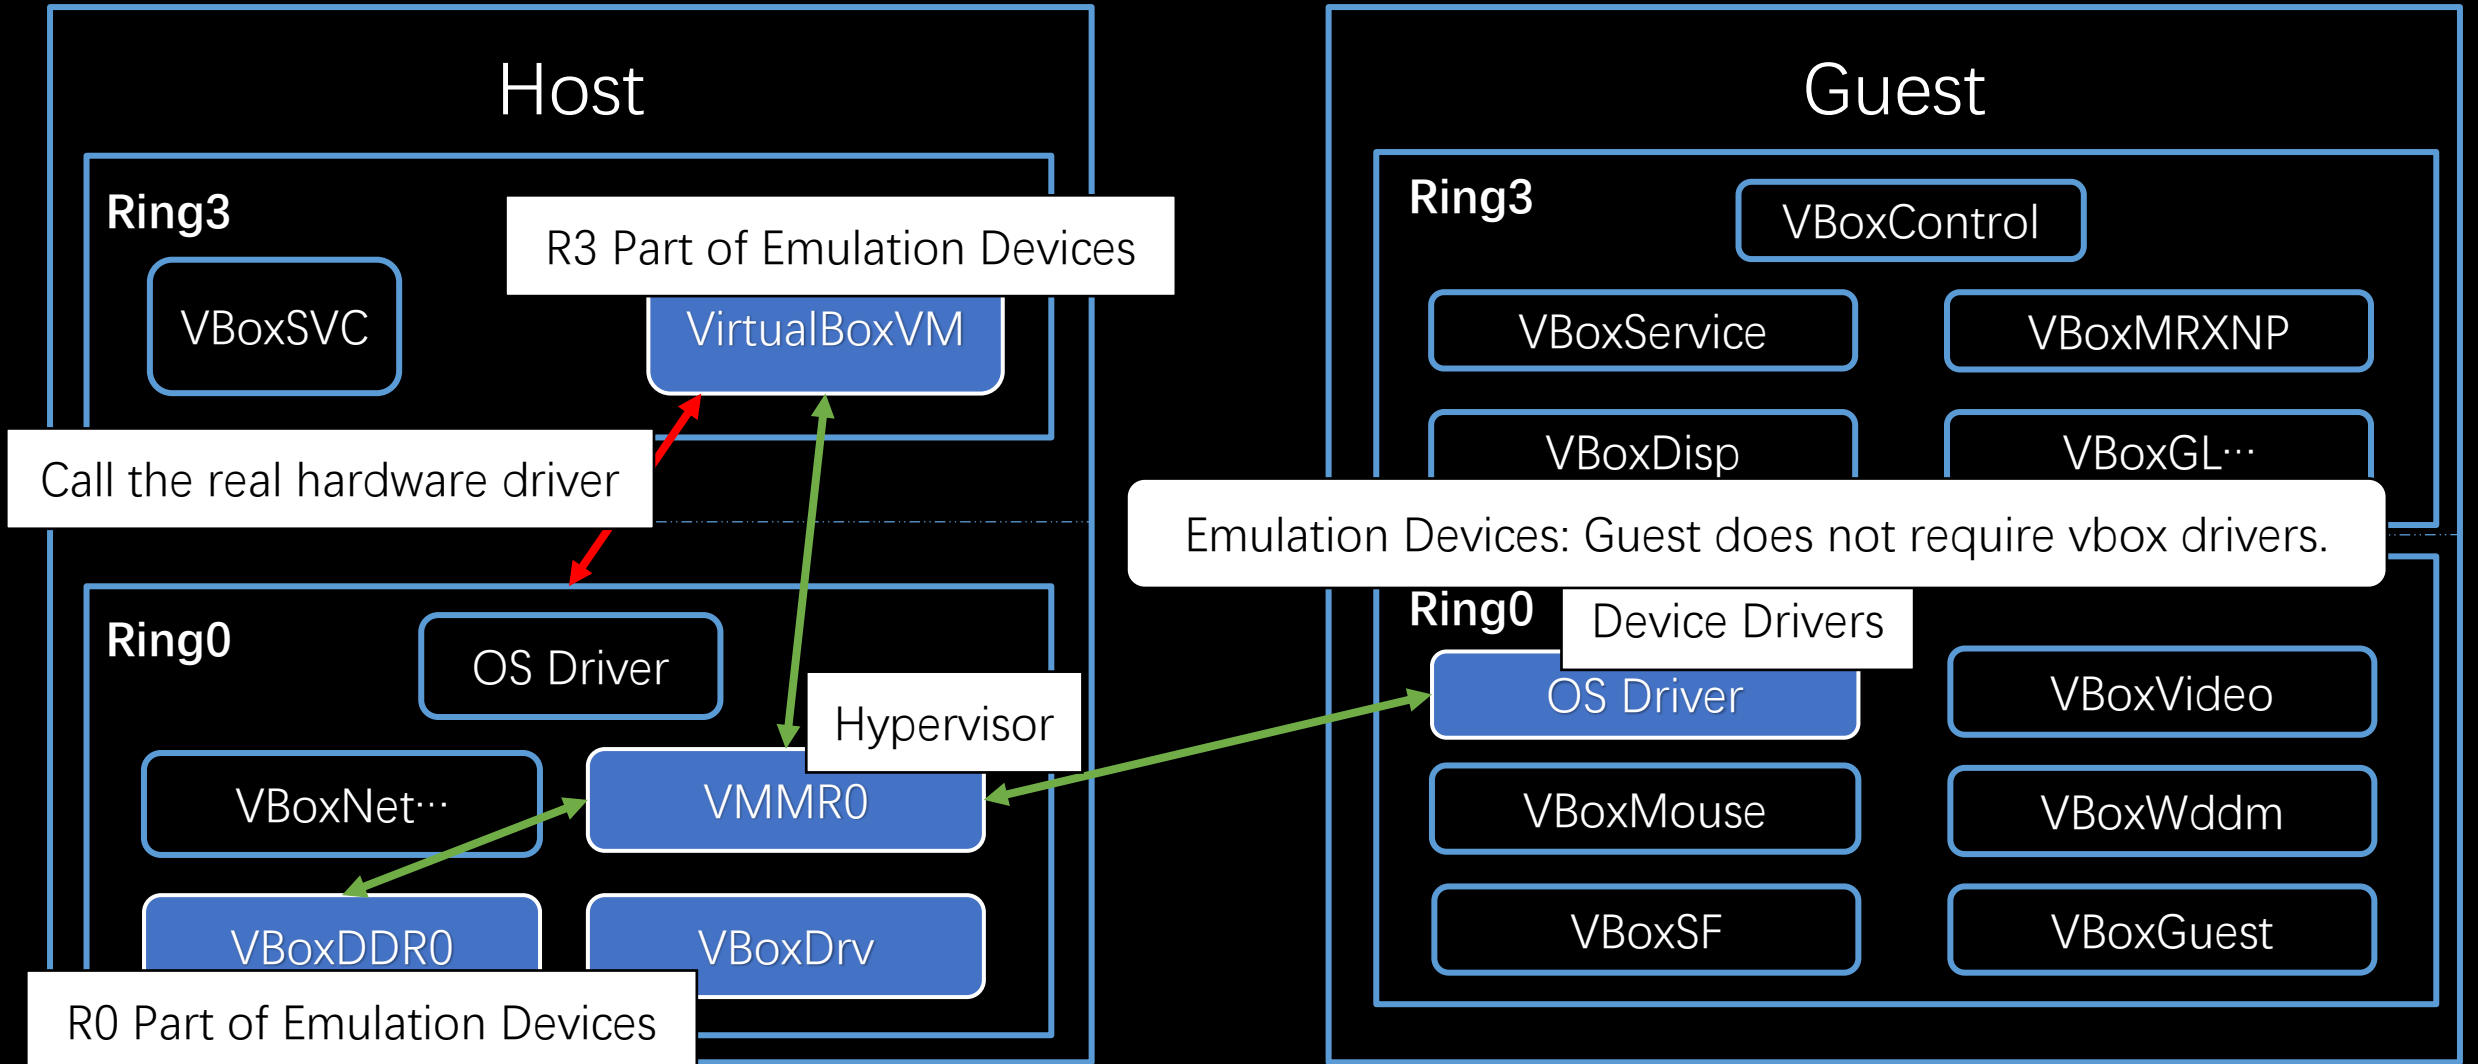 Host
Ring3
R3 Part of Emulation Devices
VBoxSVC
VirtualBoxVM
Call the real hardware driver
Ring0
OS Driver
Hypervisor
VBoxNet…
VMMR0
VBoxDDR0
VBoxDrv
R0 Part of Emulation Devices
Guest
Ring3
VBoxControl
VBoxService
VBoxMRXNP
VBoxDisp
VBoxGL…
Emulation Devices: Guest does not require vbox drivers.
Ring0
Device Drivers
OS Driver
VBoxVideo
VBoxMouse
VBoxWddm
VBoxSF
VBoxGuest